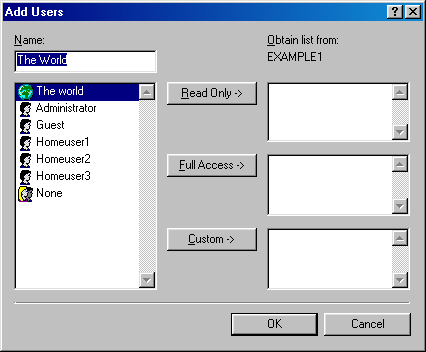 Add Users
Name:
Obtain list from:
The World
EXAMPLE1
The world
Administrator
Guest
Homeuser1
Homeuser2
Homeuser3
None
Read Only ->
Full Access ->
Custom ->
OK
Cancel